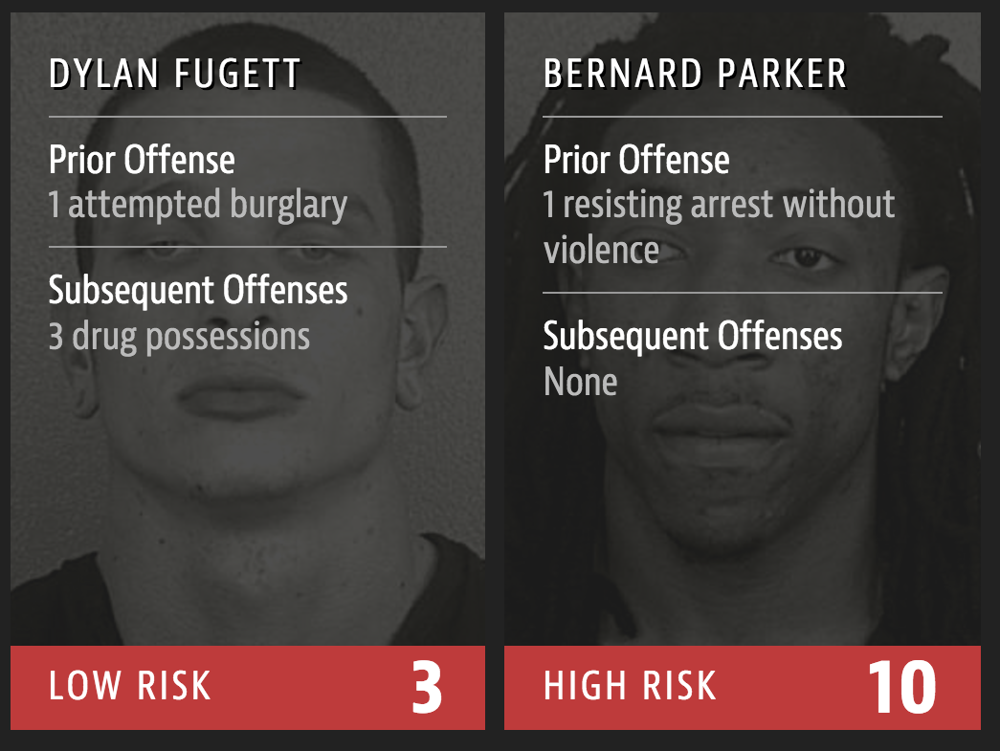 DYLAN FUGETT
Prior Offense
1 attempted burglary
Subsequent Offenses
3 drug possessions
LOW RISK 3
BERNARD PARKER
Prior Offense
1 resisting arrest without
violence
Subsequent Offenses
None
HIGH RISK 10